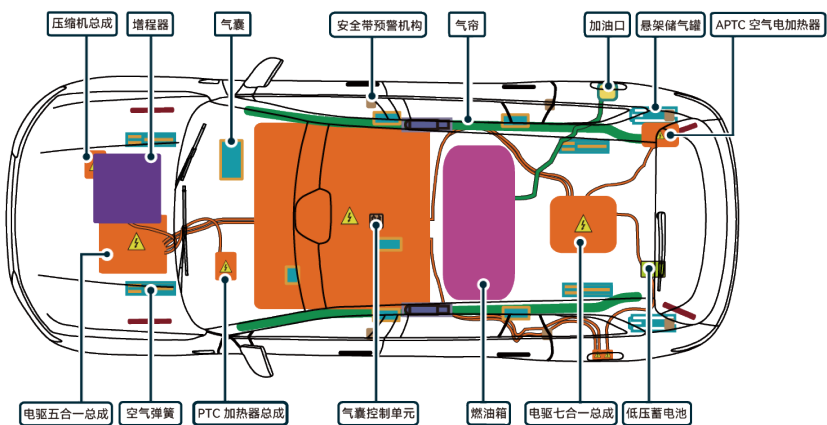 压缩机总成
增程器
气囊
安全带预警机构
气帘
加油口
悬架储气罐
APTC 空气电加热器
电驱五合一总成
空气弹簧
PTC 加热器总成
气囊控制单元
燃油箱
电驱七合一总成
低压蓄电池